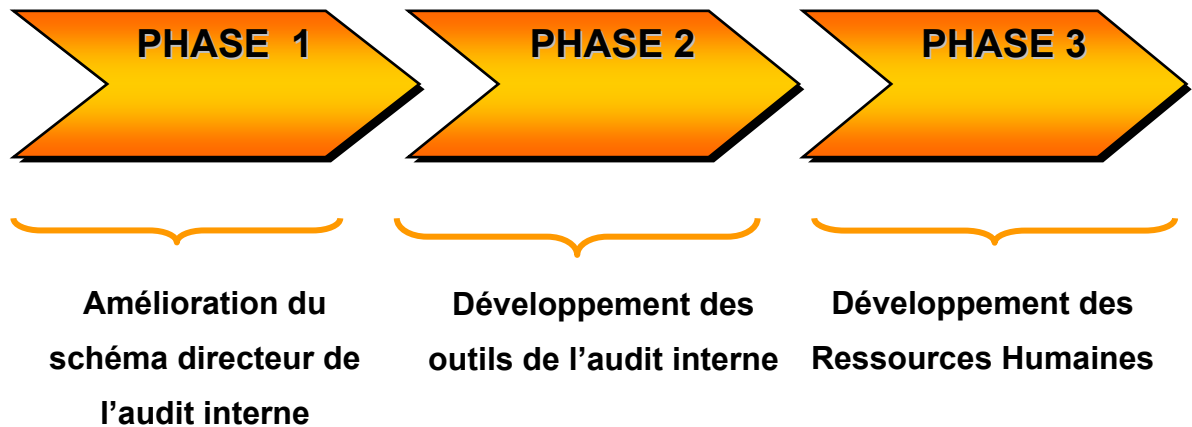 PHASE 1
PHASE 2
PHASE 3
Amélioration du
schéma directeur de
l’audit interne
Développement des
outils de l’audit interne
Développement des
Ressources Humaines